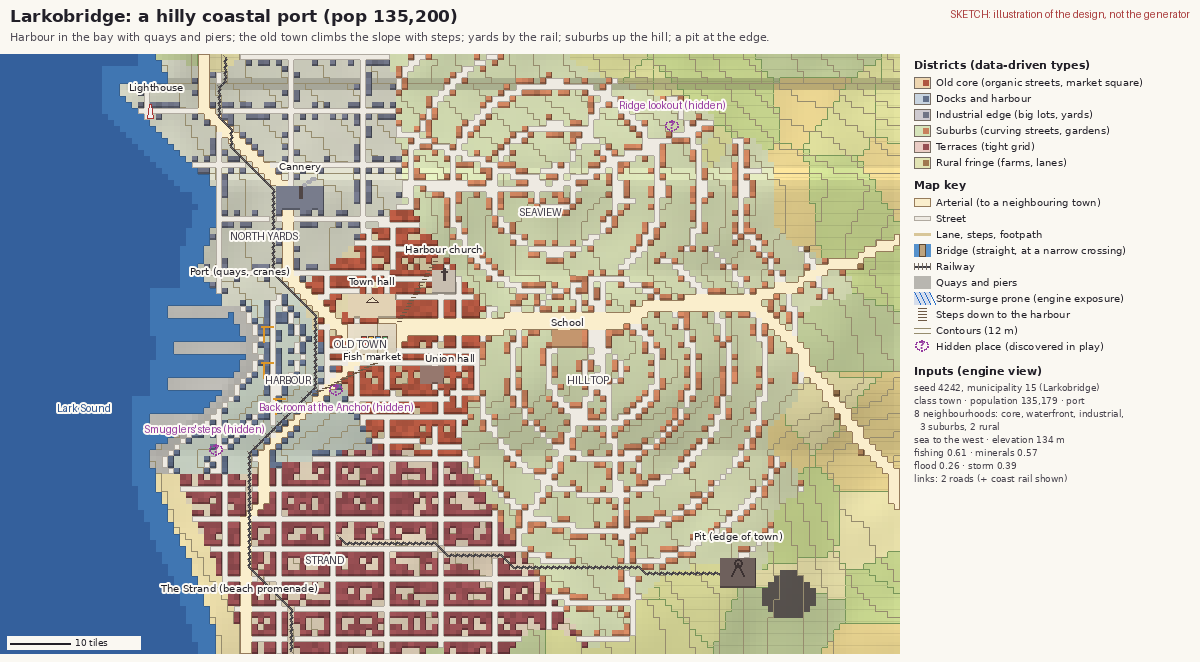 Larkobridge: a hilly coastal port (pop 135,200)
SKETCH: illustration of the design, not the generator
Harbour in the bay with quays and piers; the old town climbs the slope with steps; yards by the rail; suburbs up the hill; a pit at the edge.
Lighthouse
Ridge lookout (hidden)
Cannery
SEAVIEW
NORTH YARDS
Harbour church
Port (quays, cranes)
Town hall
School
OLD TOWN
Fish market
Union hall
HARBOUR
HILLTOP
Lark Sound
Back room at the Anchor (hidden)
Smugglers' steps (hidden)
Pit (edge of town)
STRAND
The Strand (beach promenade)
10 tiles
Districts (data-driven types)
Old core (organic streets, market square)
Docks and harbour
Industrial edge (big lots, yards)
Suburbs (curving streets, gardens)
Terraces (tight grid)
Rural fringe (farms, lanes)
Map key
Arterial (to a neighbouring town)
Street
Lane, steps, footpath
Bridge (straight, at a narrow crossing)
Railway
Quays and piers
Storm-surge prone (engine exposure)
Steps down to the harbour
Contours (12 m)
Hidden place (discovered in play)
Inputs (engine view)
seed 4242, municipality 15 (Larkobridge)
class town · population 135,179 · port
8 neighbourhoods: core, waterfront, industrial,
3 suburbs, 2 rural
sea to the west · elevation 134 m
fishing 0.61 · minerals 0.57
flood 0.26 · storm 0.39
links: 2 roads (+ coast rail shown)